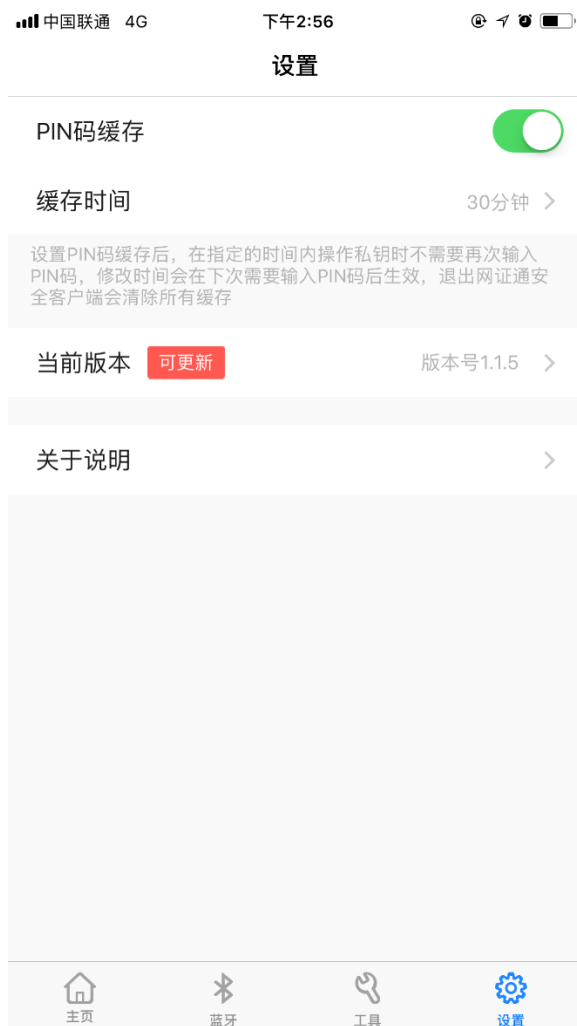 中国联通 4G 下午2:56
设置
PIN码缓存
缓存时间 30分钟
设置PIN码缓存后，在指定的时间内操作私钥时不需要再次输入
PIN码，修改时间会在下次需要输入PIN码后生效，退出网证通安
全客户端会清除所有缓存
当前版本 可更新 版本号1.1.5
关于说明
主页 蓝牙 工具 设置